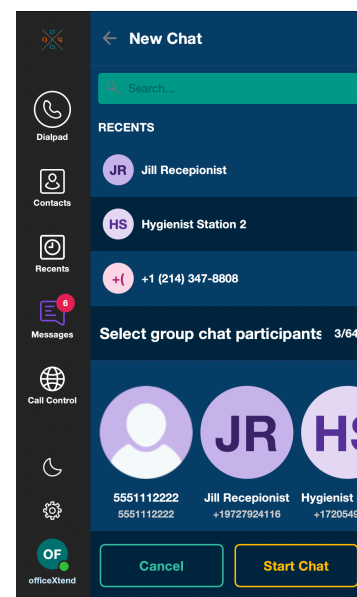 New Chat
Search...
RECENTS
JR Jill Recepionist
HS Hygienist Station 2
+( +1 (214) 347-8808
Select group chat participants 3/64
JR
HS
5551112222
5551112222
Jill Recepionist
+19727924116
Hygienist
+1720549
Cancel
Start Chat
Dialpad
Contacts
Recents
6
Messages
Call Control
OF
officeXtend